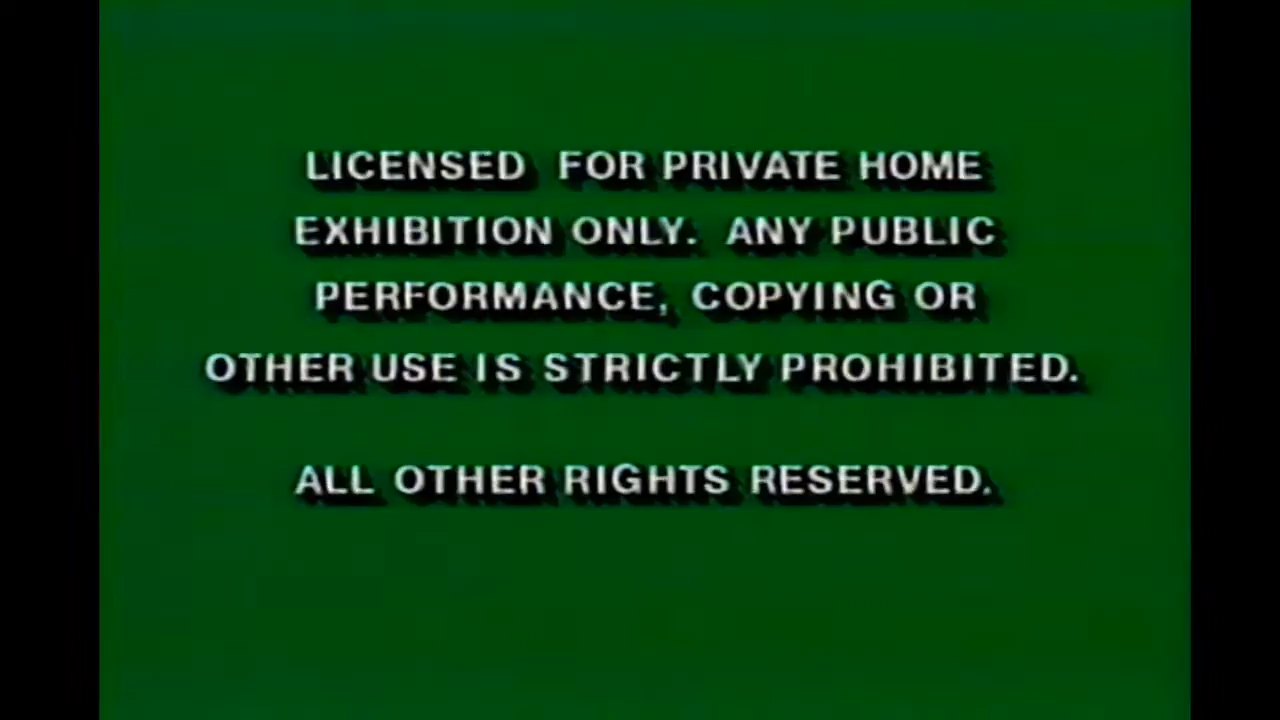 LICENSED FOR PRIVATE HOME
EXHIBITION ONLY. ANY PUBLIC
PERFORMANCE, COPYING OR
OTHER USE IS STRICTLY PROHIBITED.
ALL OTHER RIGHTS RESERVED.